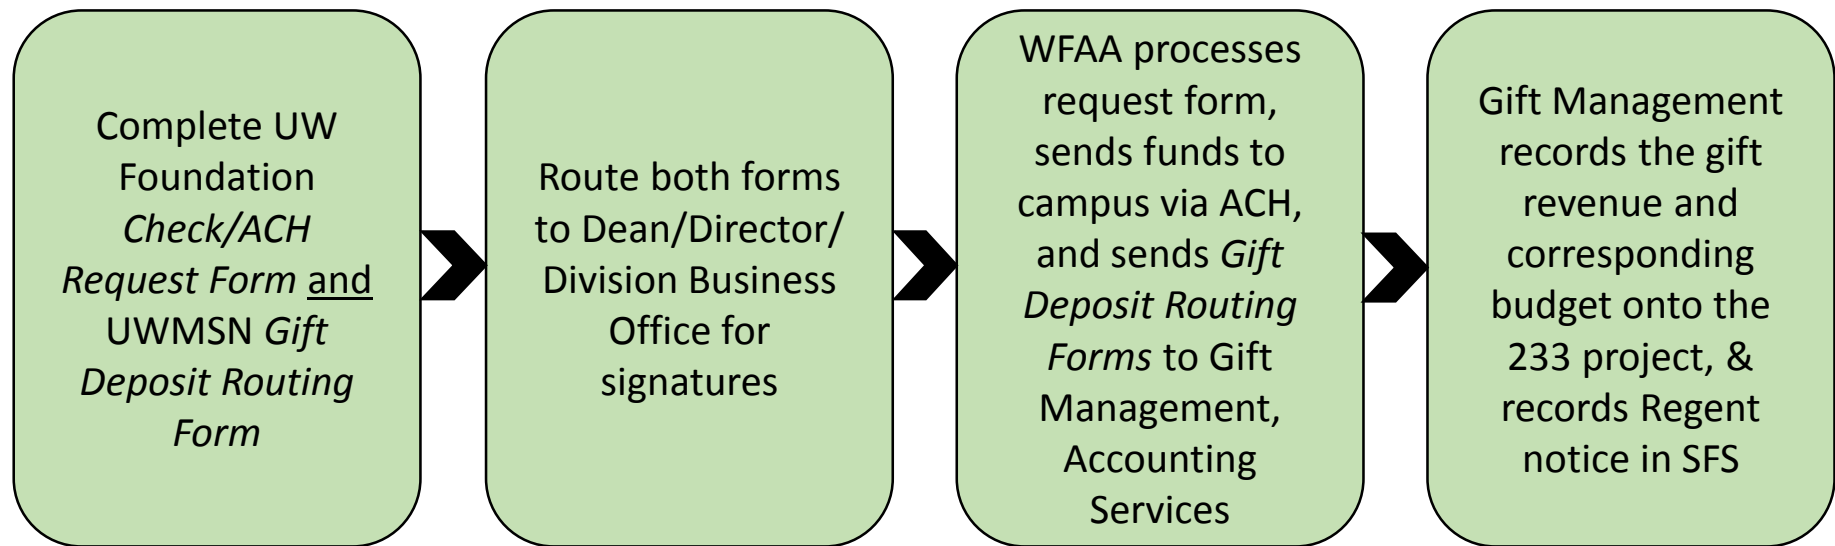 Complete UW
Foundation
Check/ACH
Request Form and
UWMSN Gift
Deposit Routing
Form
Route both forms
to Dean/Director/
Division Business
Office for
signatures
WFAA processes
request form,
sends funds to
campus via ACH,
and sends Gift
Deposit Routing
Forms to Gift
Management,
Accounting
Services
Gift Management
records the gift
revenue and
corresponding
budget onto the
233 project, &
records Regent
notice in SFS